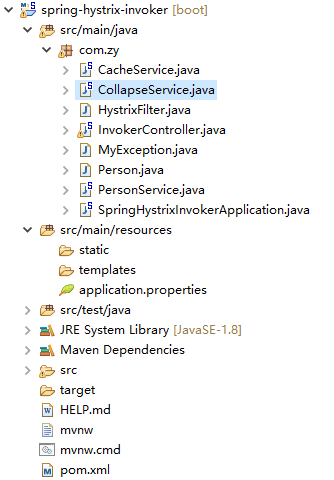 spring-hystrix-invoker [boot]
src/main/java
com.zy
CacheService.java
CollapseService.java
HystrixFilter.java
InvokerController.java
MyException.java
Person.java
PersonService.java
SpringHystrixInvokerApplication.java
src/main/resources
static
templates
application.properties
src/test/java
JRE System Library [JavaSE-1.8]
Maven Dependencies
src
target
HELP.md
mvnw
mvnw.cmd
pom.xml